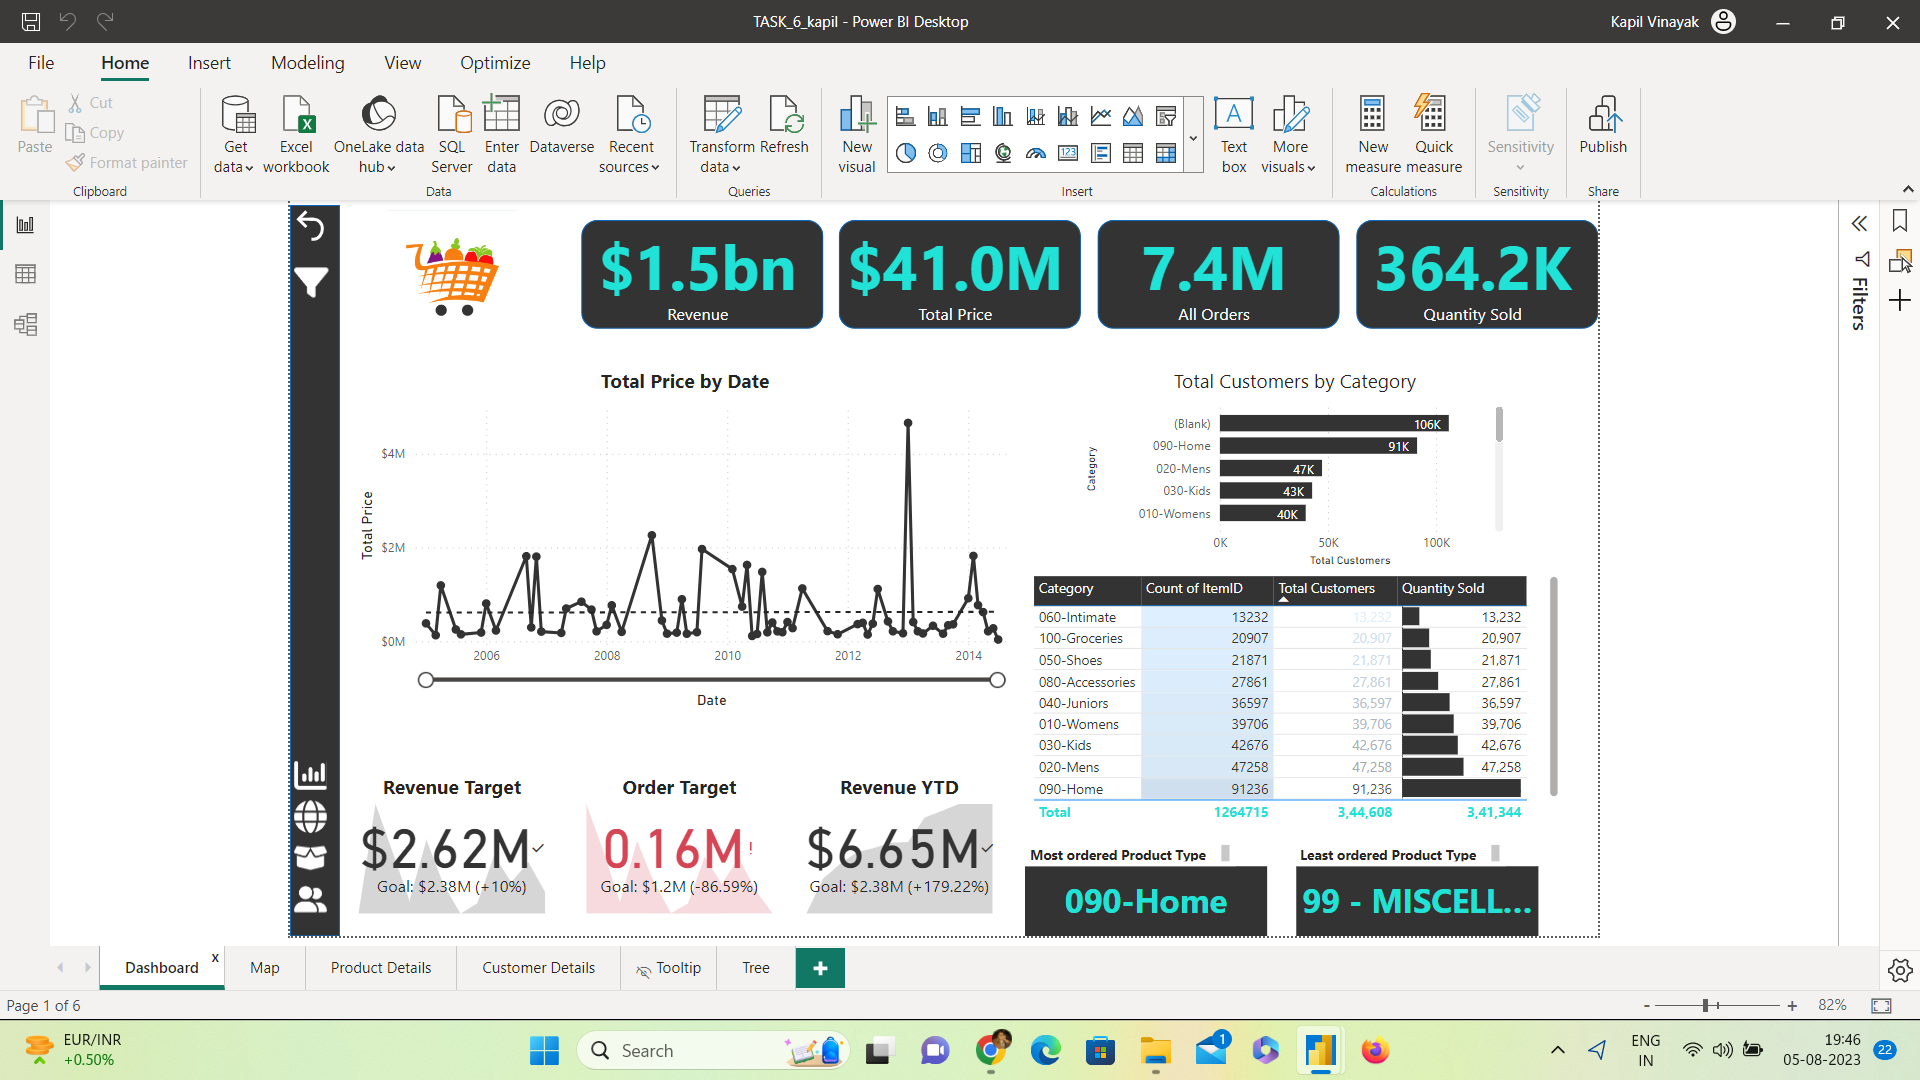 TASK_6_kapil - Power BI Desktop
Kapil Vinayak
File Home Insert Modeling View Optimize Help
Paste
Cut
Copy
Format painter
Clipboard
Get data
Excel workbook
OneLake data hub
SQL Server
Enter data
Dataverse
Recent sources
Data
Transform data
Refresh
Queries
New visual
123
Insert
A
Text box
More visuals
New measure
Quick measure
Calculations
Sensitivity
Sensitivity
Publish
Share
$1.5bn
Revenue
$41.0M
Total Price
7.4M
All Orders
364.2K
Quantity Sold
Filters
Total Price by Date
Total Price
$4M
$2M
$0M
2006 2008 2010 2012 2014
Date
Total Customers by Category
Category
(Blank) 106K
090-Home 91K
020-Mens 47K
030-Kids 43K
010-Womens 40K
0K 50K 100K
Total Customers
Category Count of ItemID Total Customers Quantity Sold
060-Intimate 13232 13,232 13,232
100-Groceries 20907 20,907 20,907
050-Shoes 21871 21,871 21,871
080-Accessories 27861 27,861 27,861
040-Juniors 36597 36,597 36,597
010-Womens 39706 39,706 39,706
030-Kids 42676 42,676 42,676
020-Mens 47258 47,258 47,258
090-Home 91236 91,236
Total 1264715 3,44,608 3,41,344
Revenue Target
$2.62M
Goal: $2.38M (+10%)
Order Target
0.16M!
Goal: $1.2M (-86.59%)
Revenue YTD
$6.65M
Goal: $2.38M (+179.22%)
Most ordered Product Type
090-Home
Least ordered Product Type
99 - MISCELL...
Dashboard x Map Product Details Customer Details Tooltip Tree +
Page 1 of 6
- + 82%
EUR/INR
+0.50%
Search
1
ENG
IN
19:46
05-08-2023
22